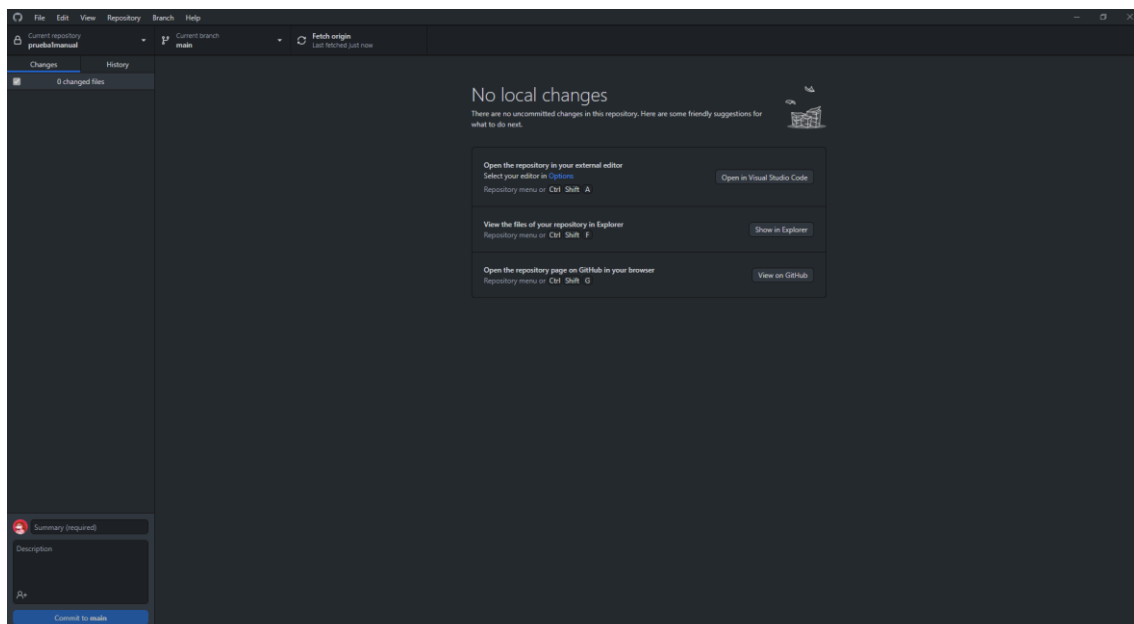 File Edit View Repository Branch Help
Current repository
prueba1manual
Current branch
main
Fetch origin
Last fetched just now
Changes History
0 changed files
No local changes
There are no uncommitted changes in this repository. Here are some friendly suggestions for
what to do next.
Open the repository in your external editor
Select your editor in Options
Repository menu or Ctrl Shift A
Open in Visual Studio Code
View the files of your repository in Explorer
Repository menu or Ctrl Shift F
Show in Explorer
Open the repository page on GitHub in your browser
Repository menu or Ctrl Shift G
View on GitHub
Summary (required)
Description
Commit to main